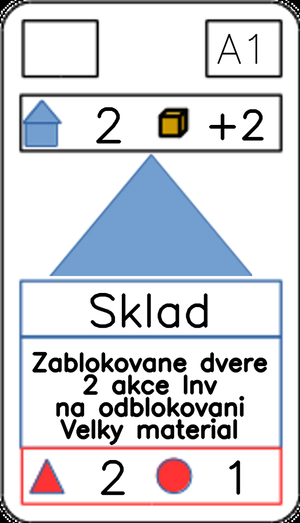 A1
2 +2
Sklad
Zablokovane dvere
2 akce Inv
na odblokovani
Velky material
2 1